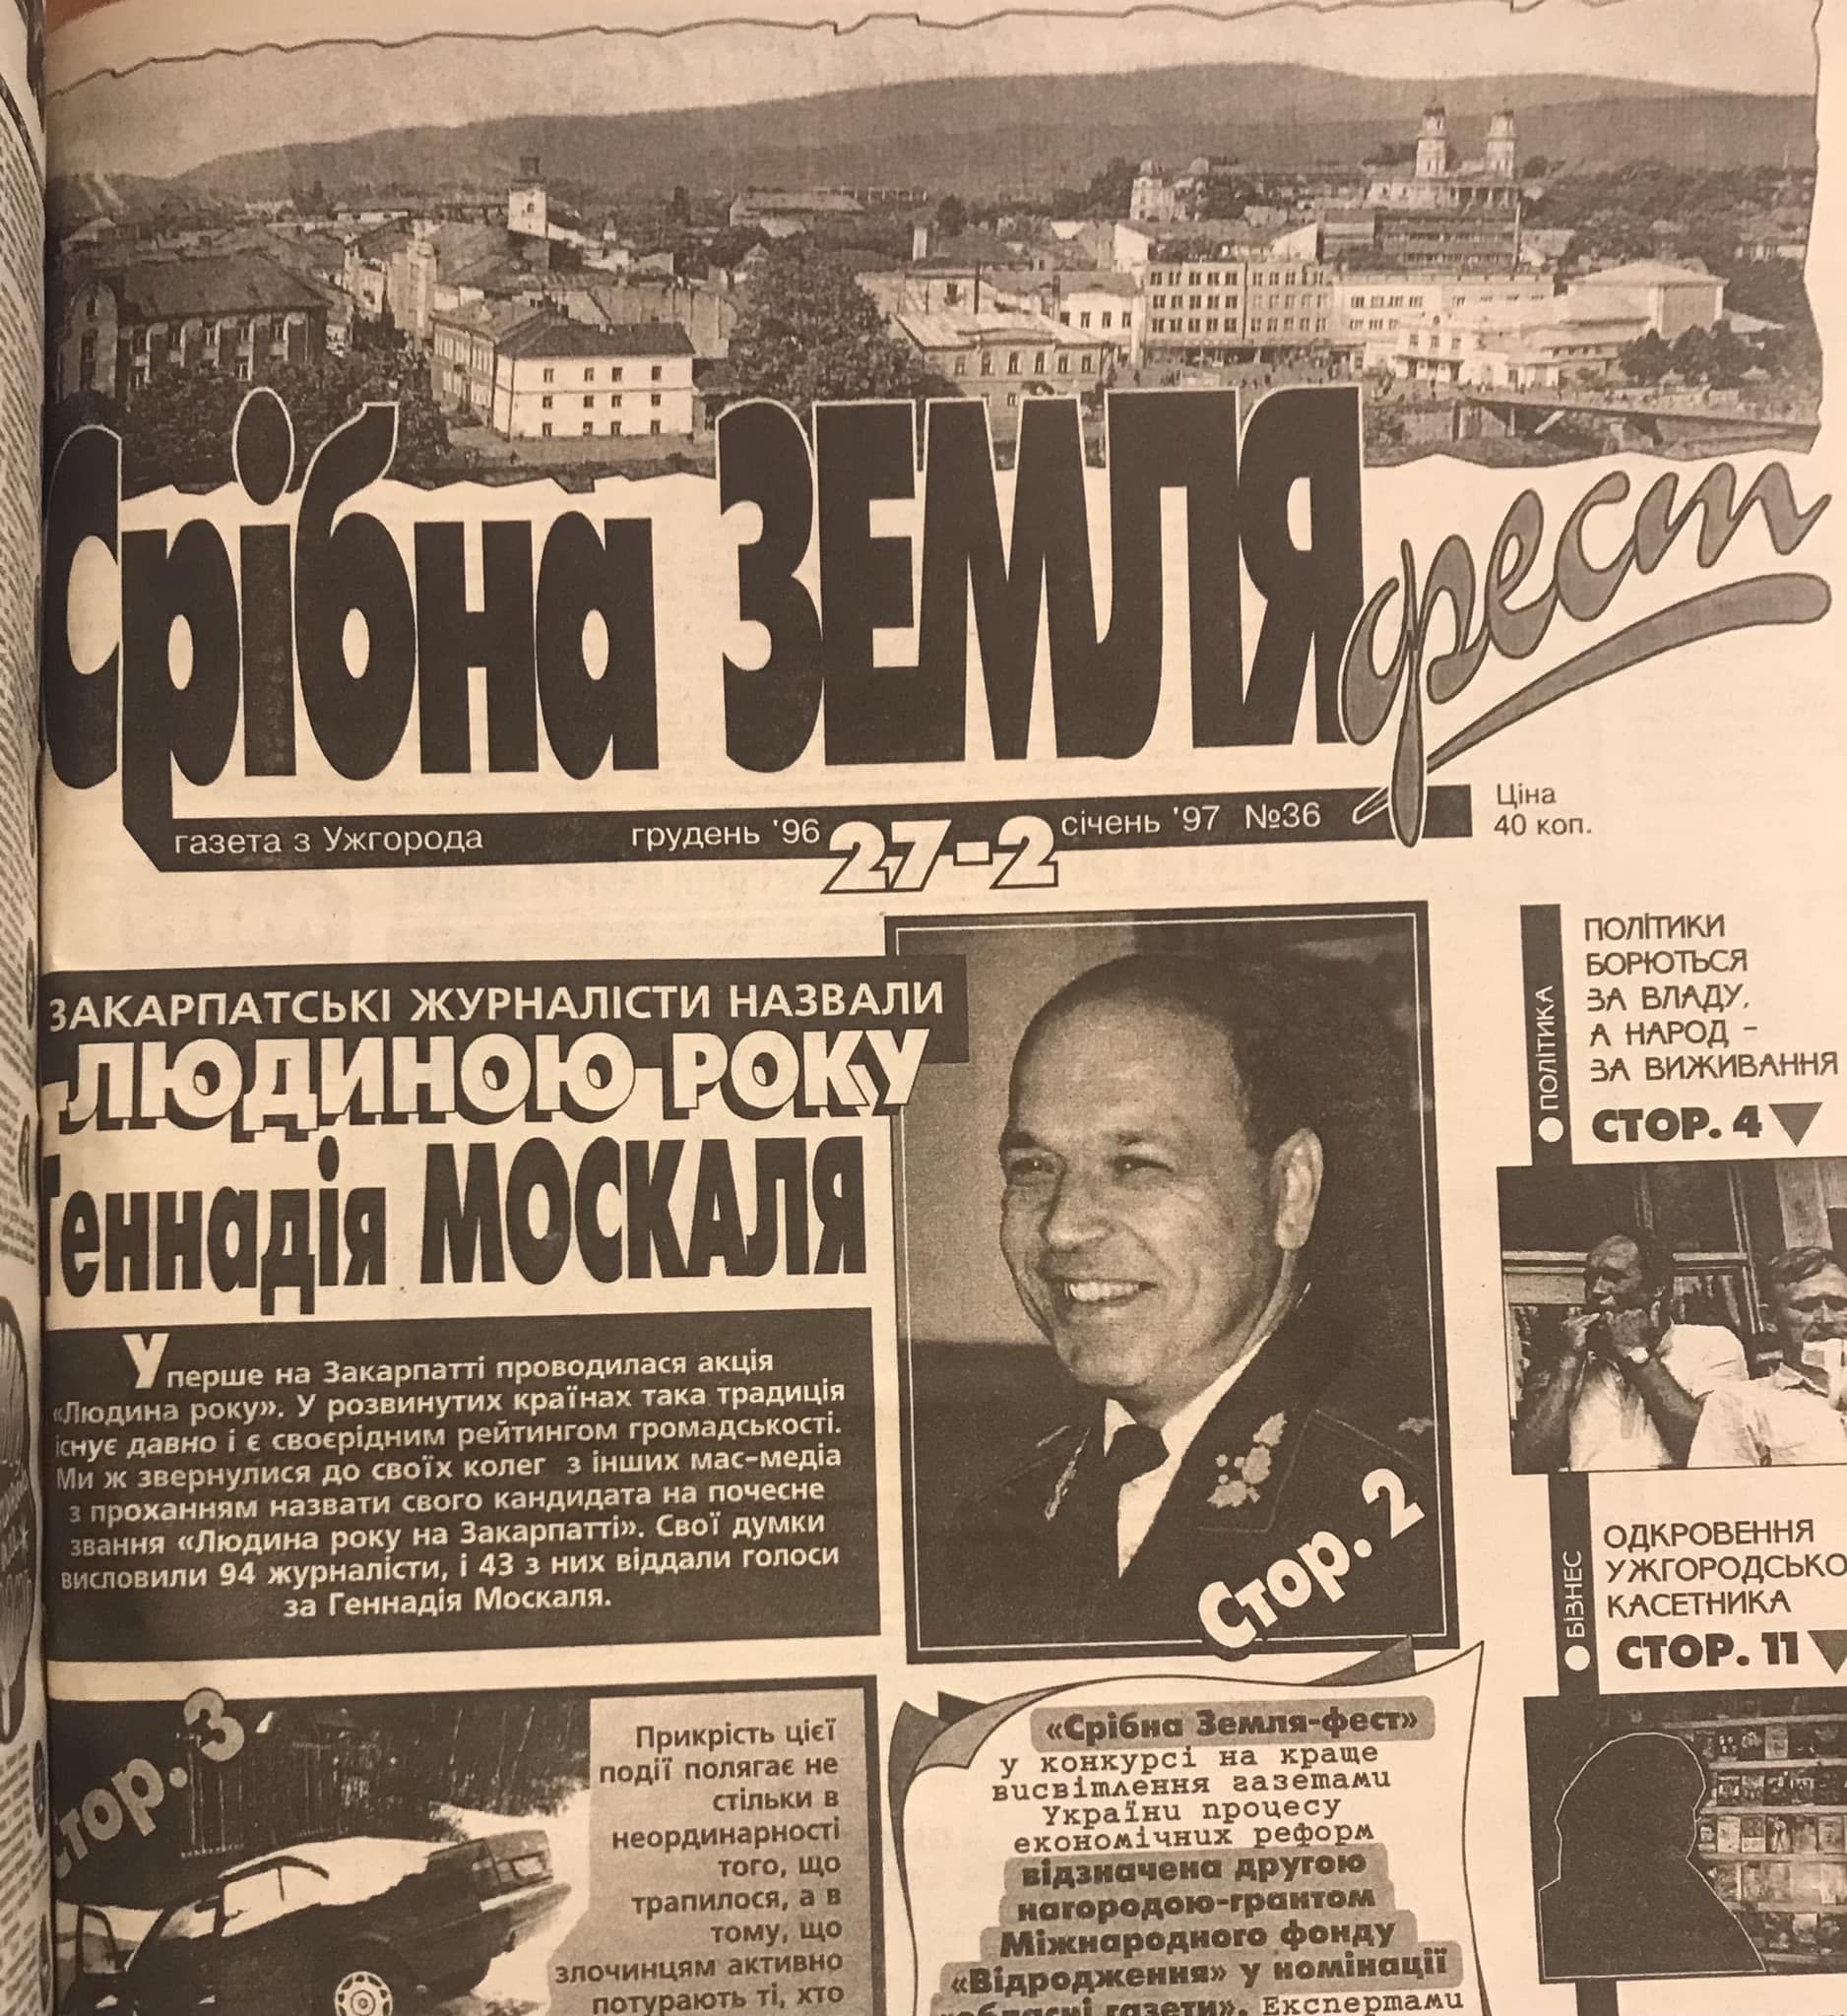 Срібна ЗЕМЛЯ фест
газета з Ужгорода грудень '96 27-2 січень '97 №36
Ціна
40 коп.
ЗАКАРПАТСЬКІ ЖУРНАЛІСТИ НАЗВАЛИ
ЛЮДИНОЮ РОКУ
Геннадія МОСКАЛЯ
Уперше на Закарпатті проводилася акція
«Людина року». У розвинутих країнах така традиція
існує давно і є своєрідним рейтингом громадськості.
Ми ж звернулися до своїх колег з інших мас-медіа
з проханням назвати свого кандидата на почесне
звання «Людина року на Закарпатті». Свої думки
висловили 94 журналісти, і 43 з них віддали голоси
за Геннадія Москаля.
Стор. 2
ПОЛІТИКА
ПОЛІТИКИ
БОРЮТЬСЯ
ЗА ВЛАДУ,
А НАРОД -
ЗА ВИЖИВАННЯ
СТОР. 4
БІЗНЕС
ОДКРОВЕННЯ
УЖГОРОДСЬКО
КАСЕТНИКА
СТОР. 11
Стор. 3
Прикрість цієї
події полягає не
стільки в
неординарності
того, що
трапилося, а в
тому, що
злочинцям активно
потурають ті, хто
«Срібна Земля-фест»
у конкурсі на краще
висвітлення газетами
України процесу
економічних реформ
відзначена другою
нагородою-грантом
Міжнародного фонду
«Відродження» у номінації
«обласні газети». Експертами